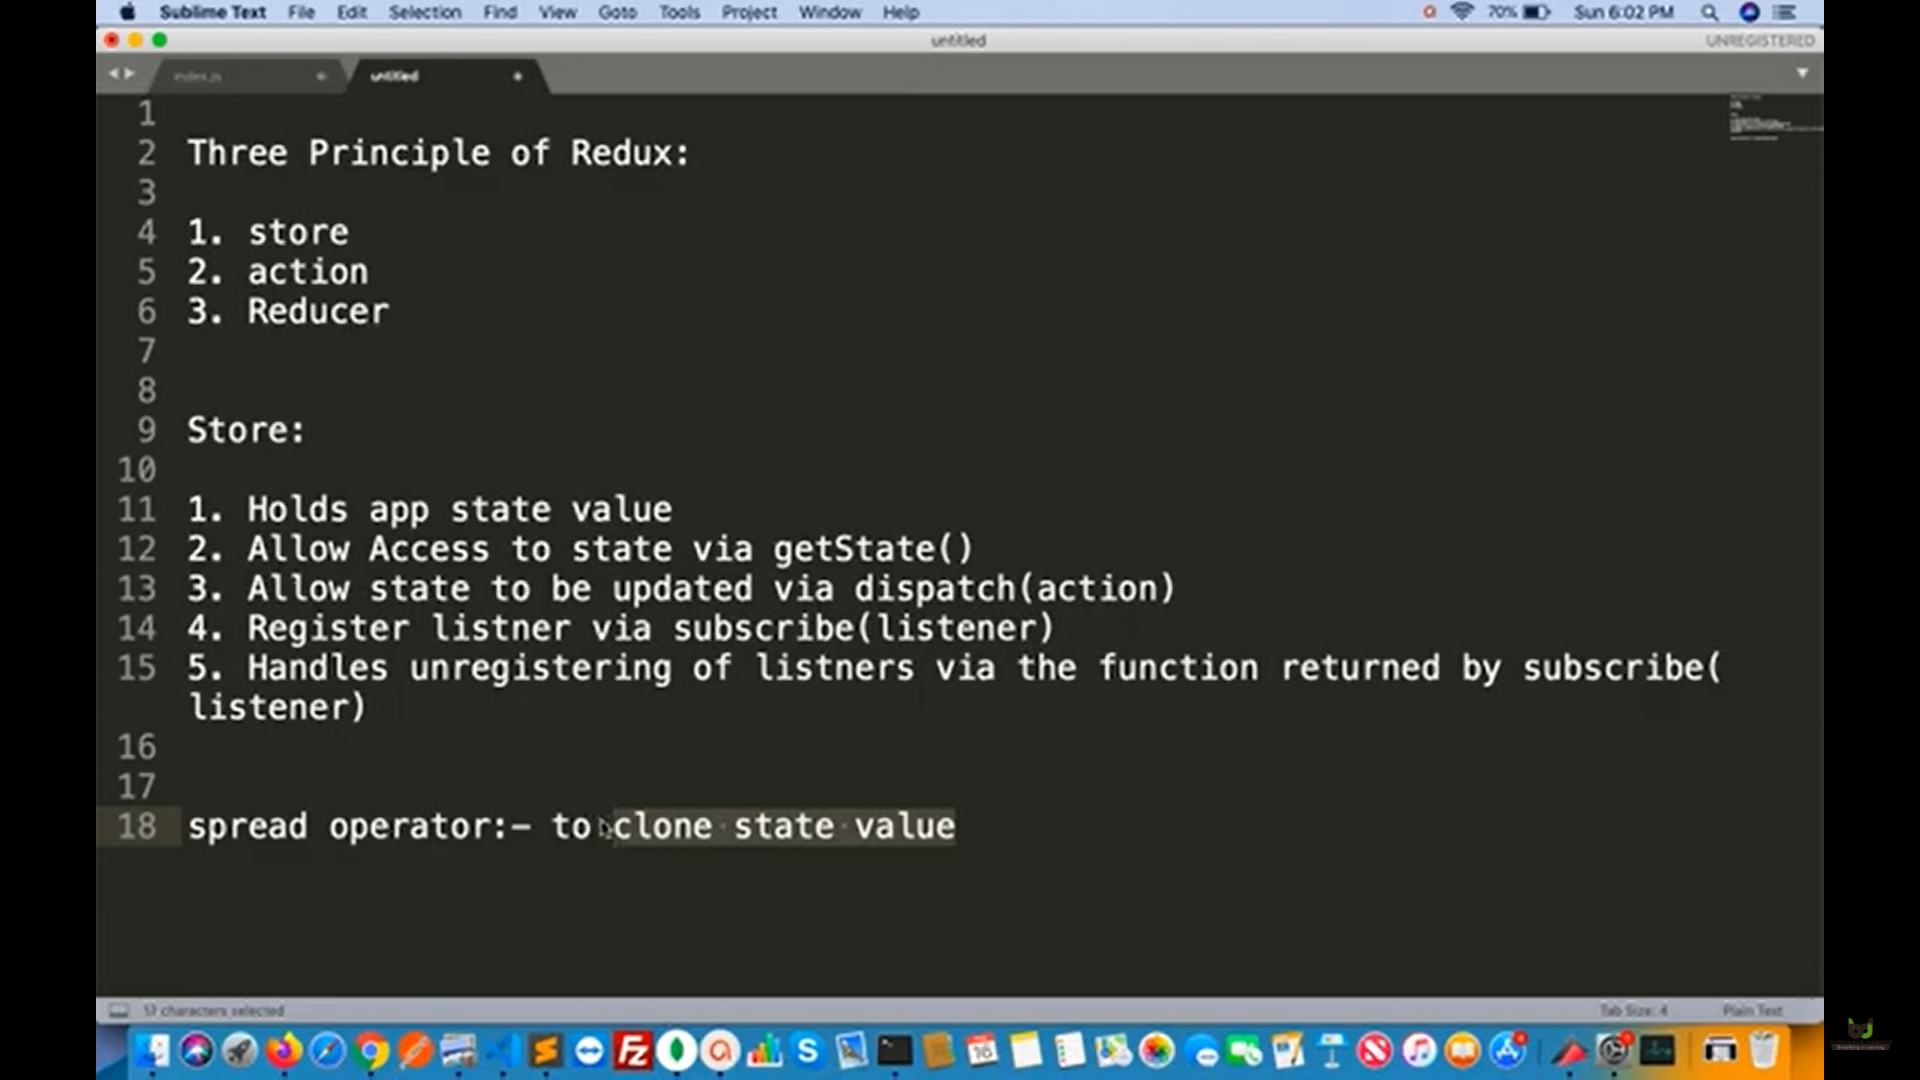 Sublime Text File Edit Selection Find View Goto Tools Project Window Help 70% Sun 6:02 PM
untitled UNREGISTERED
index.js untitled
1
2 Three Principle of Redux:
3
4 1. store
5 2. action
6 3. Reducer
7
8
9 Store:
10
11 1. Holds app state value
12 2. Allow Access to state via getState()
13 3. Allow state to be updated via dispatch(action)
14 4. Register listner via subscribe(listener)
15 5. Handles unregistering of listners via the function returned by subscribe(
listener)
16
17
18 spread operator:- to clone state value
17 characters selected Tab Size: 4 Plain Text